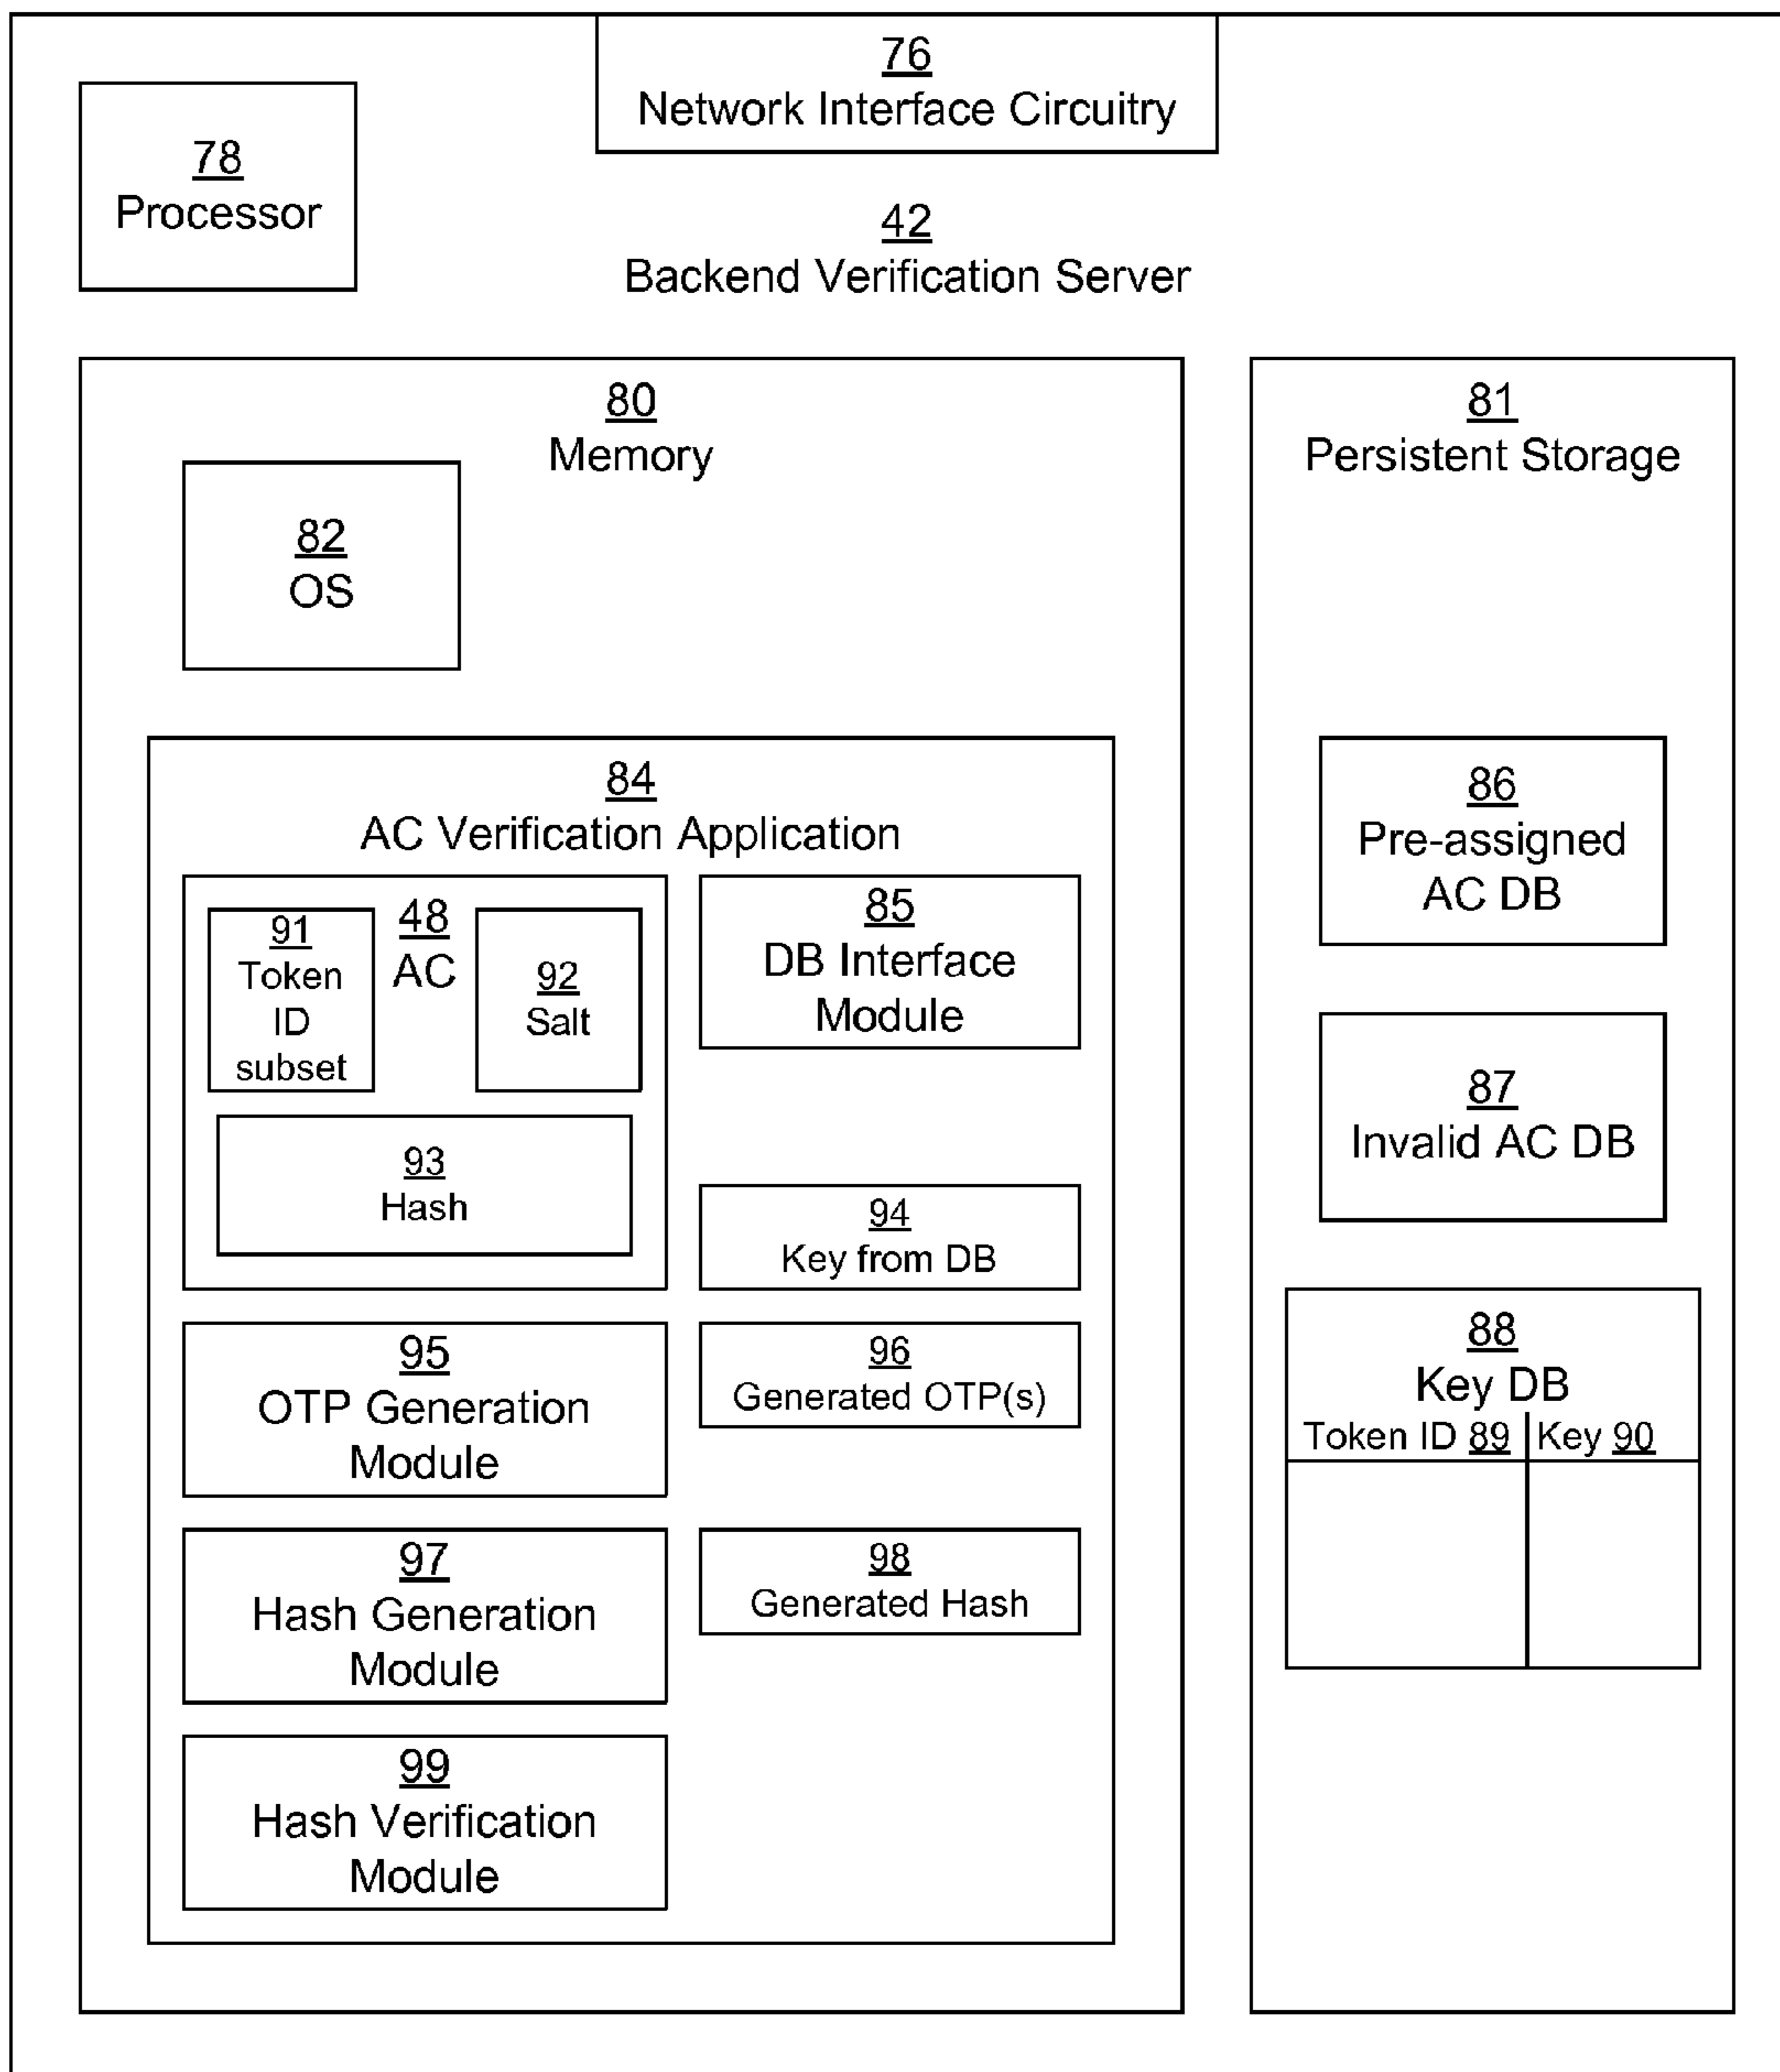 76
Network Interface Circuitry
78
Processor
42
Backend Verification Server
80
Memory
82
OS
84
AC Verification Application
91
Token
ID
subset
48
AC
92
Salt
93
Hash
85
DB Interface
Module
94
Key from DB
95
OTP Generation
Module
96
Generated OTP(s)
97
Hash Generation
Module
98
Generated Hash
99
Hash Verification
Module
81
Persistent Storage
86
Pre-assigned
AC DB
87
Invalid AC DB
88
Key DB
Token ID 89
Key 90